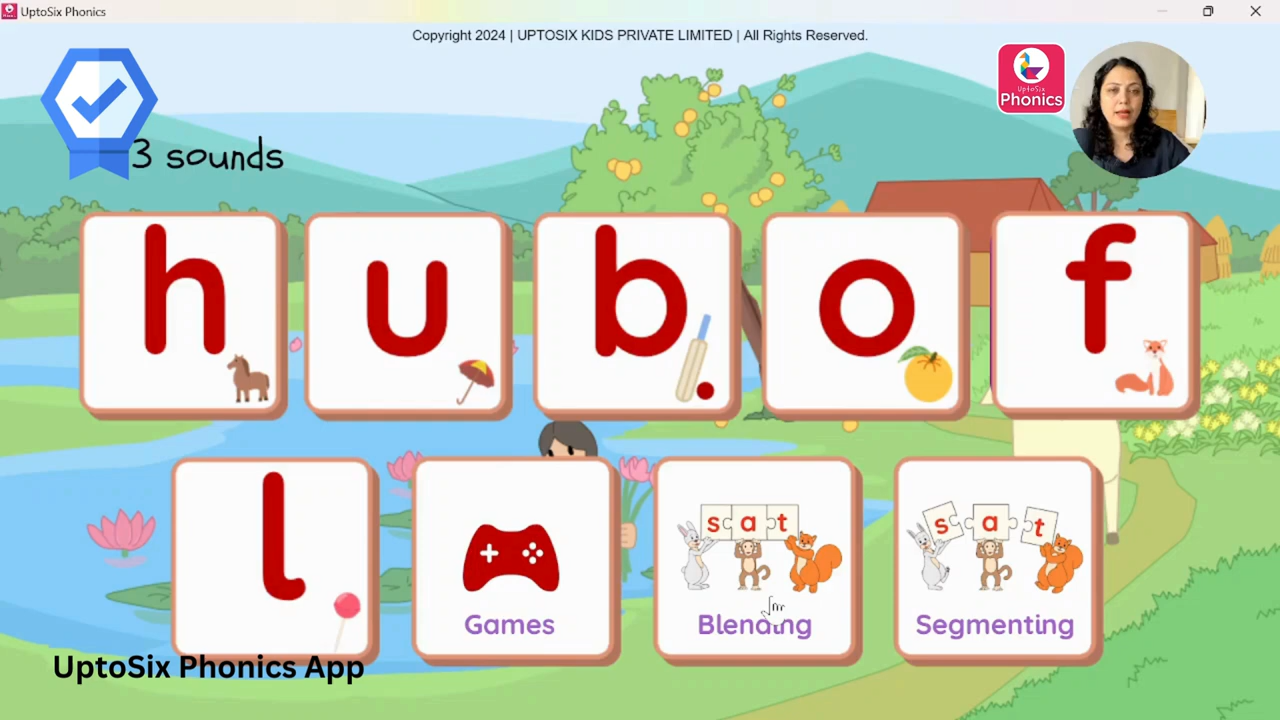 UptoSix Phonics
Copyright 2024 | UPTOSIX KIDS PRIVATE LIMITED | All Rights Reserved.
UptoSix
Phonics
3 sounds
h u b o f
l
Games
s a t
Blending
s a t
Segmenting
UptoSix Phonics App